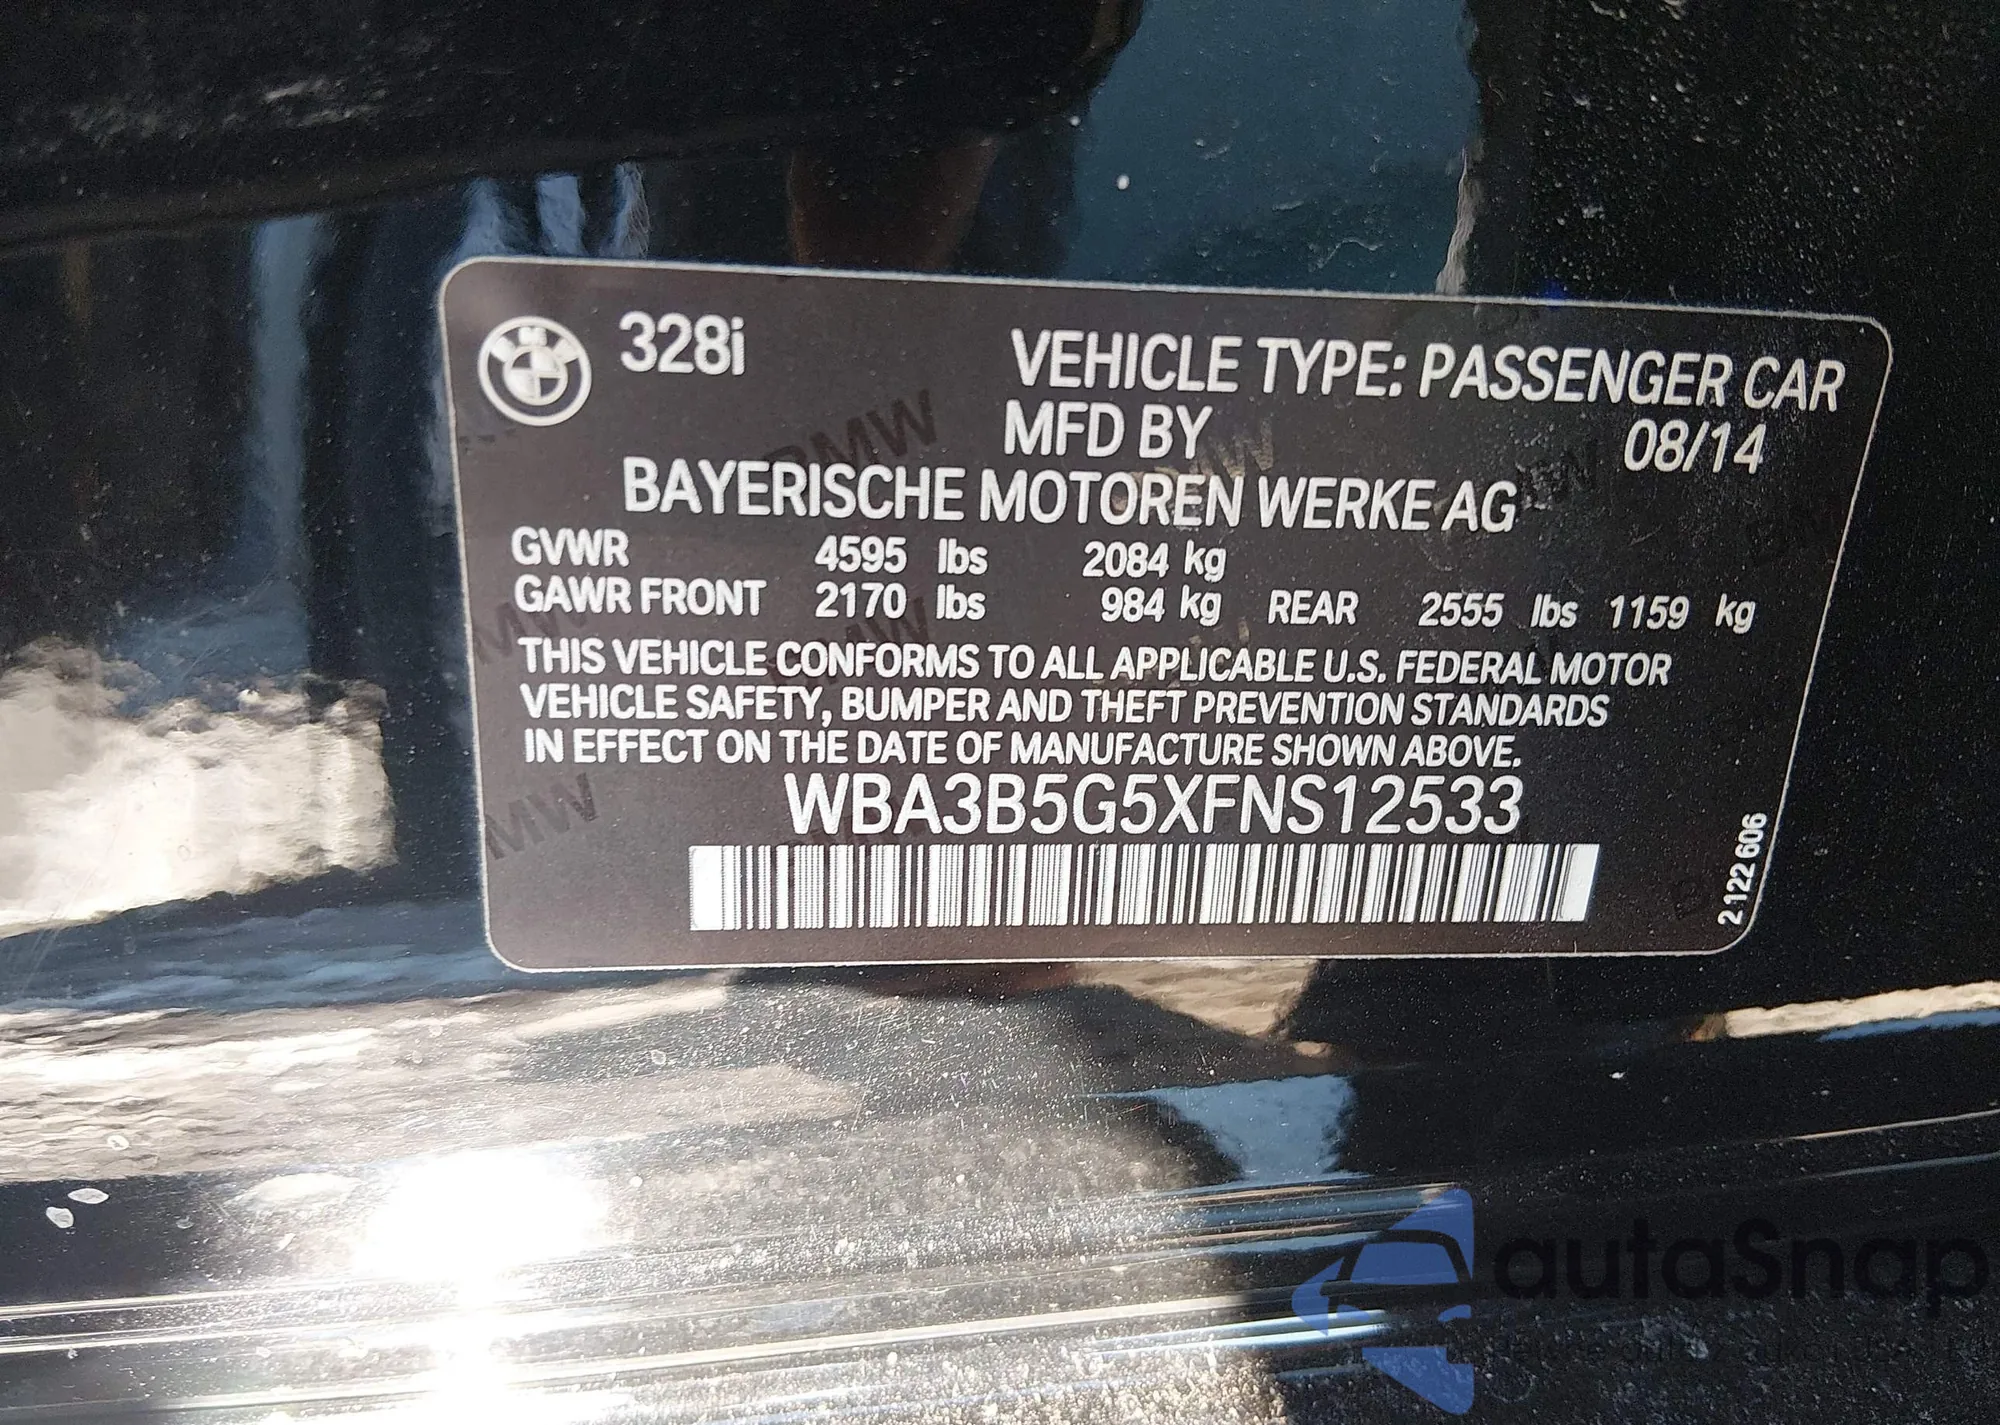 328i
VEHICLE TYPE: PASSENGER CAR
MFD BY 08/14
BAYERISCHE MOTOREN WERKE AG
GVWR 4595 lbs 2084 kg
GAWR FRONT 2170 lbs 984 kg REAR 2555 lbs 1159 kg
THIS VEHICLE CONFORMS TO ALL APPLICABLE U.S. FEDERAL MOTOR
VEHICLE SAFETY, BUMPER AND THEFT PREVENTION STANDARDS
IN EFFECT ON THE DATE OF MANUFACTURE SHOWN ABOVE.
WBA3B5G5XFNS12533
2 122 606
autaSnap